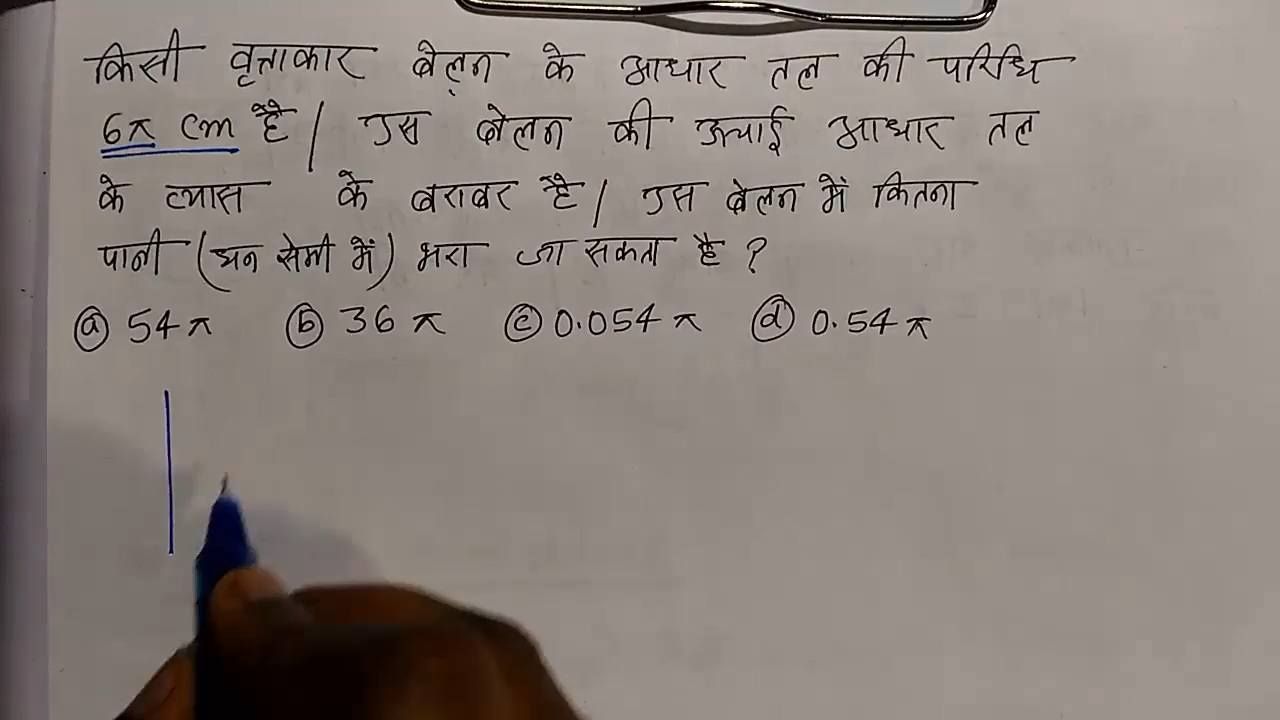 किसी वृत्ताकार बेलन के आधार तल की परिधि
6π cm है | उस बेलन की ऊचाई आधार तल
के व्यास के बराबर है | उस बेलन में कितना
पानी (घन सेमी में) भरा जा सकता है ?
(a) 54π (b) 36π (c) 0.054π (d) 0.54π